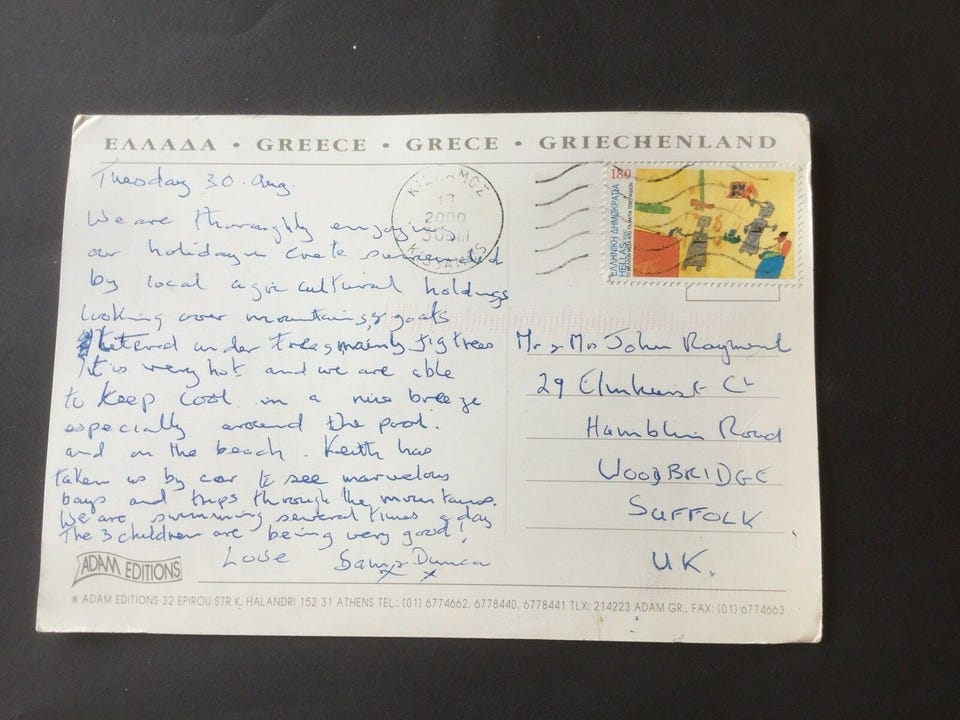 ΕΛΛΑΔΑ • GREECE • GRECE • GRIECHENLAND
Tuesday 30. Aug.
We are thoroughly enjoying
our holiday in Crete surrounded
by local agricultural holdings
looking over mountains, goats
tetered under trees mainly fig trees
It is very hot and we are able
to keep cool in a nice breeze
especially around the pool.
and on the beach. Keith has
taken us by car to see marvelous
bays and trips through the mountains.
We are swimming several times a day
The 3 children are being very good!
Love
ΚΙΣΣΑΜΟΣ
13
2000
KISSAMOS
180
ΕΛΛΗΝΙΚΗ ΔΗΜΟΚΡΑΤΙΑ
HELLAS
Mr & Mrs John Rayment
29 Elmhurst Ct
Hamblin Road
WOODBRIDGE
SUFFOLK
UK.
ADAM EDITIONS
® ADAM EDITIONS 32 EPIROU STR K. HALANDRI 152 31 ATHENS TEL.: (01) 6774662, 6778440, 6778441 TLX: 214223 ADAM GR., FAX: (01) 6774663